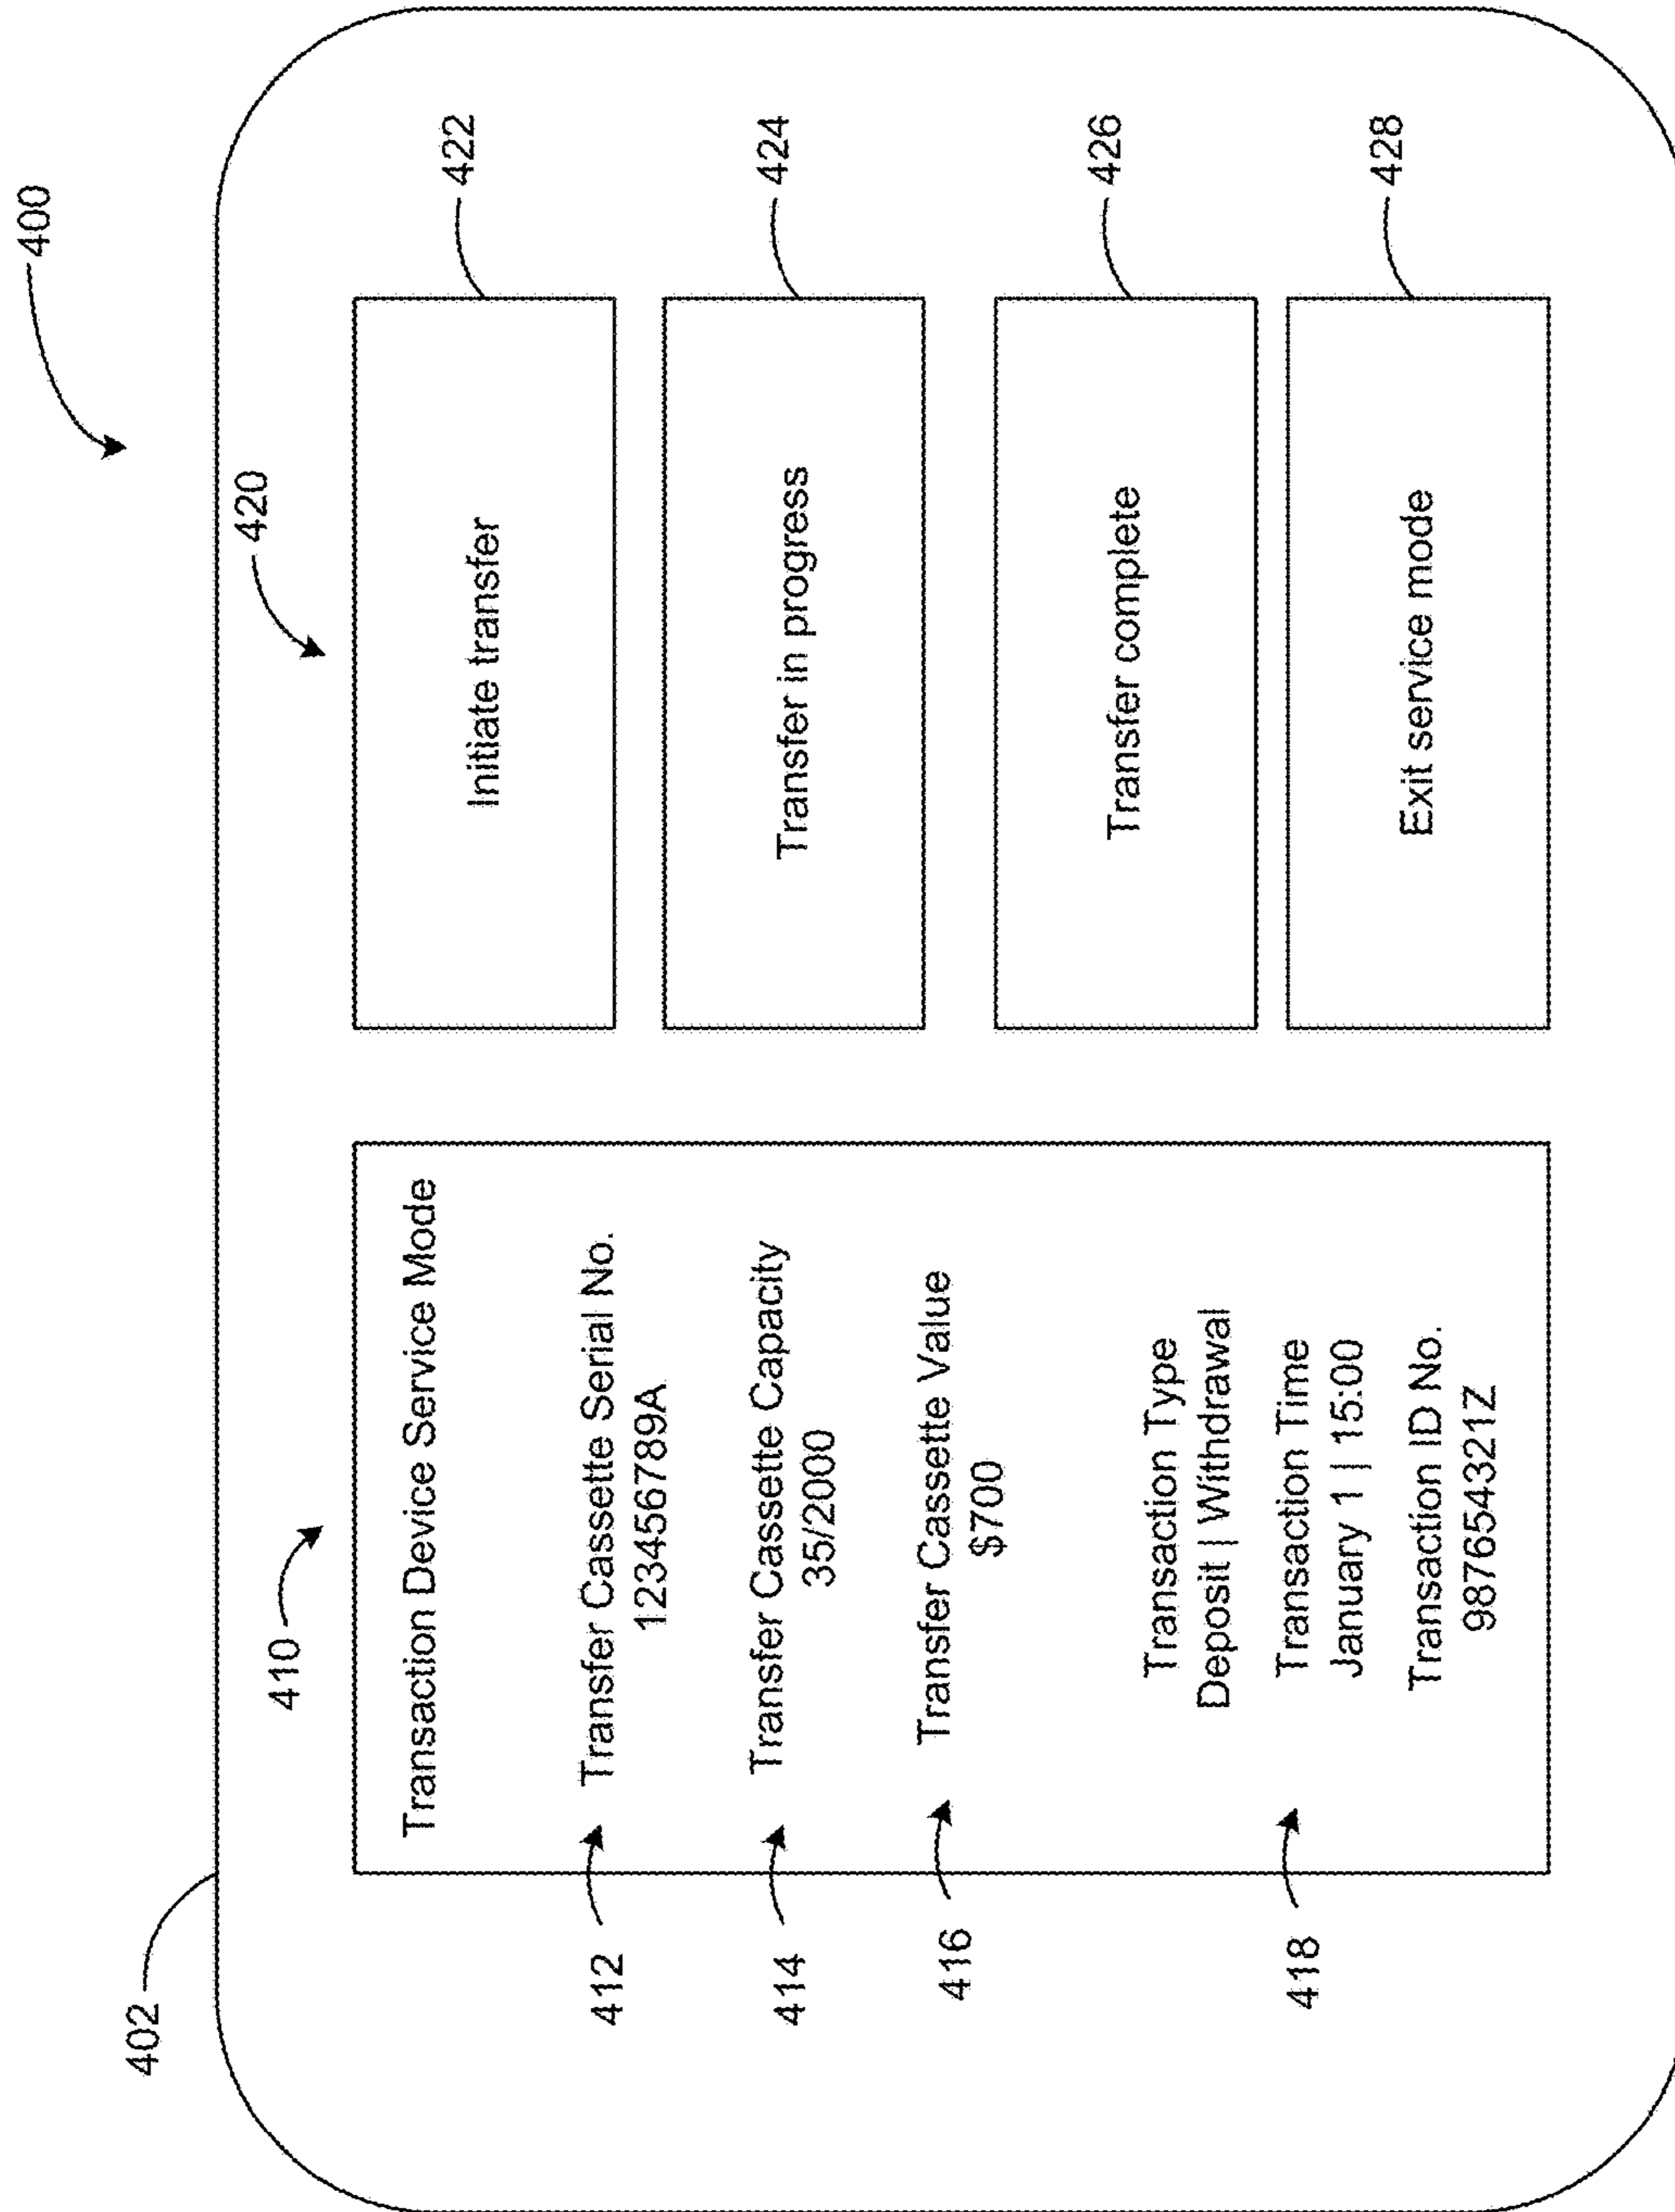 400
402
410
420
Transaction Device Service Mode
412
Transfer Cassette Serial No.
123456789A
414
Transfer Cassette Capacity
35/2000
416
Transfer Cassette Value
$700
418
Transaction Type
Deposit | Withdrawal
Transaction Time
January 1 | 15:00
Transaction ID No.
987654321Z
Initiate transfer
422
Transfer in progress
424
Transfer complete
426
Exit service mode
428